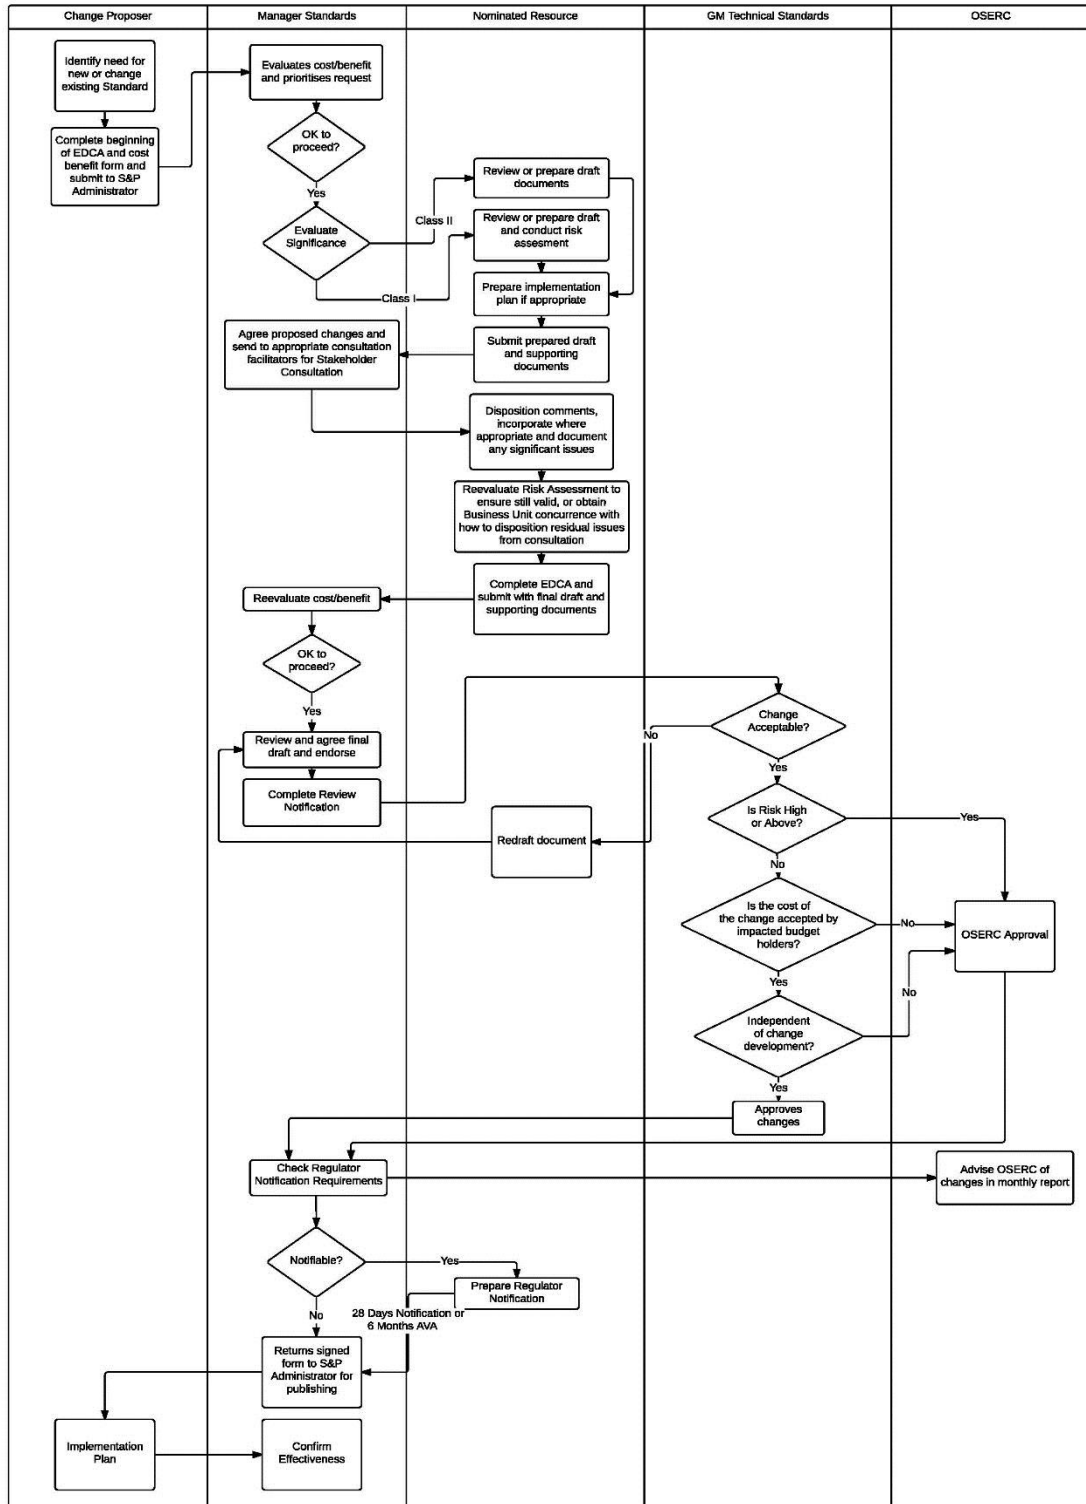 Change Proposer
Manager Standards
Nominated Resource
GM Technical Standards
OSERC
Identify need for
new or change
existing Standard
Complete beginning
of EDCA and cost
benefit form and
submit to S&P
Administrator
Evaluates cost/benefit
and prioritises request
OK to
proceed?
Yes
Evaluate
Significance
Class II
Class I
Review or prepare draft
documents
Review or prepare draft
and conduct risk
assesment
Prepare implementation
plan if appropriate
Submit prepared draft
and supporting
documents
Agree proposed changes and
send to appropriate consultation
facilitators for Stakeholder
Consultation
Disposition comments,
incorporate where
appropriate and document
any significant issues
Reevaluate Risk Assessment to
ensure still valid, or obtain
Business Unit concurrence with
how to disposition residual issues
from consultation
Complete EDCA and
submit with final draft and
supporting documents
Reevaluate cost/benefit
OK to
proceed?
Yes
Review and agree final
draft and endorse
Complete Review
Notification
Change
Acceptable?
No
Yes
Redraft document
Is Risk High
or Above?
Yes
No
Is the cost of
the change accepted by
impacted budget
holders?
No
Yes
OSERC Approval
Independent
of change
development?
No
Yes
Approves
changes
Check Regulator
Notification Requirements
Advise OSERC of
changes in monthly report
Notifiable?
Yes
No
Prepare Regulator
Notification
28 Days Notification or
6 Months AVA
Returns signed
form to S&P
Administrator for
publishing
Implementation
Plan
Confirm
Effectiveness